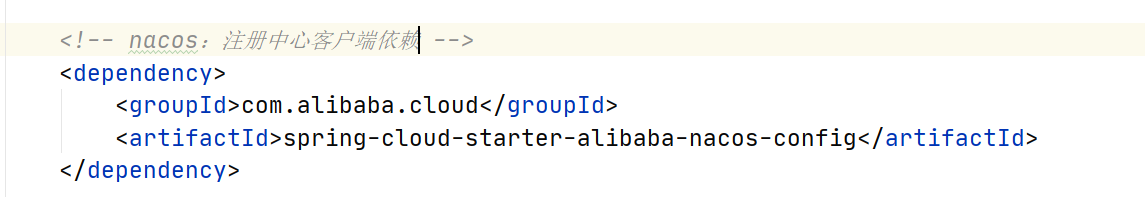 <!-- nacos：注册中心客户端依赖 -->
<dependency>
<groupId>com.alibaba.cloud</groupId>
<artifactId>spring-cloud-starter-alibaba-nacos-config</artifactId>
</dependency>